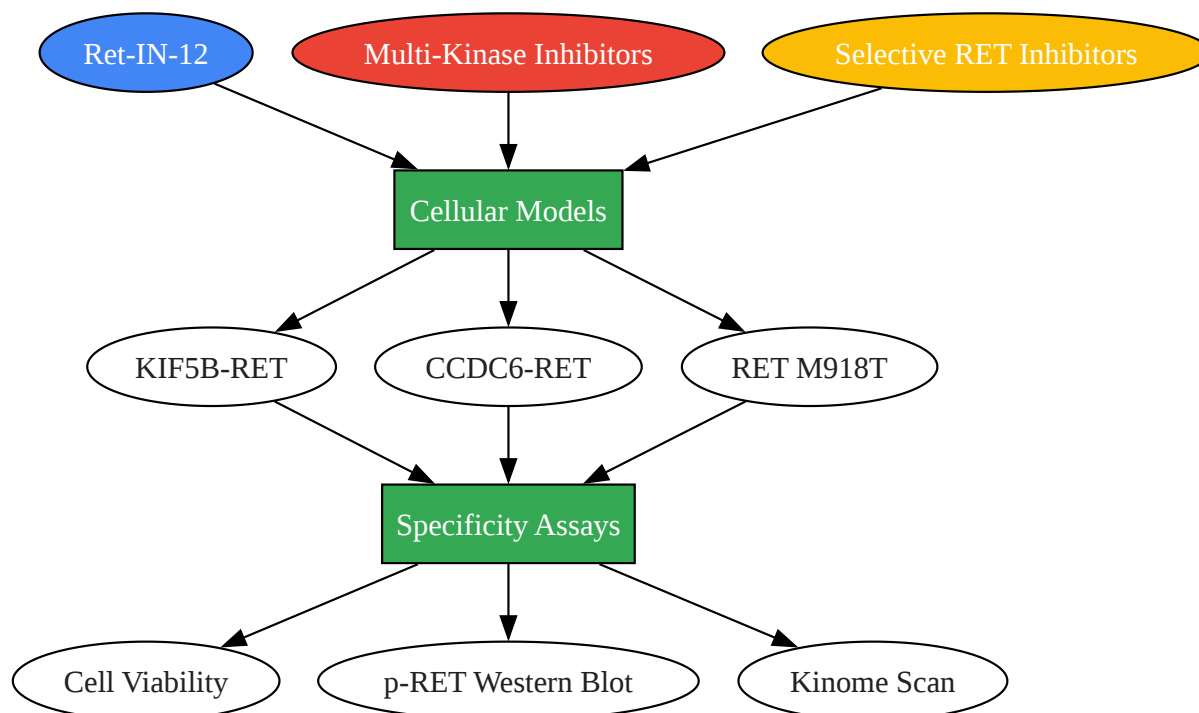 Ret-IN-12
Multi-Kinase Inhibitors
Selective RET Inhibitors
Cellular Models
KIF5B-RET
CCDC6-RET
RET M918T
Specificity Assays
Cell Viability
p-RET Western Blot
Kinome Scan